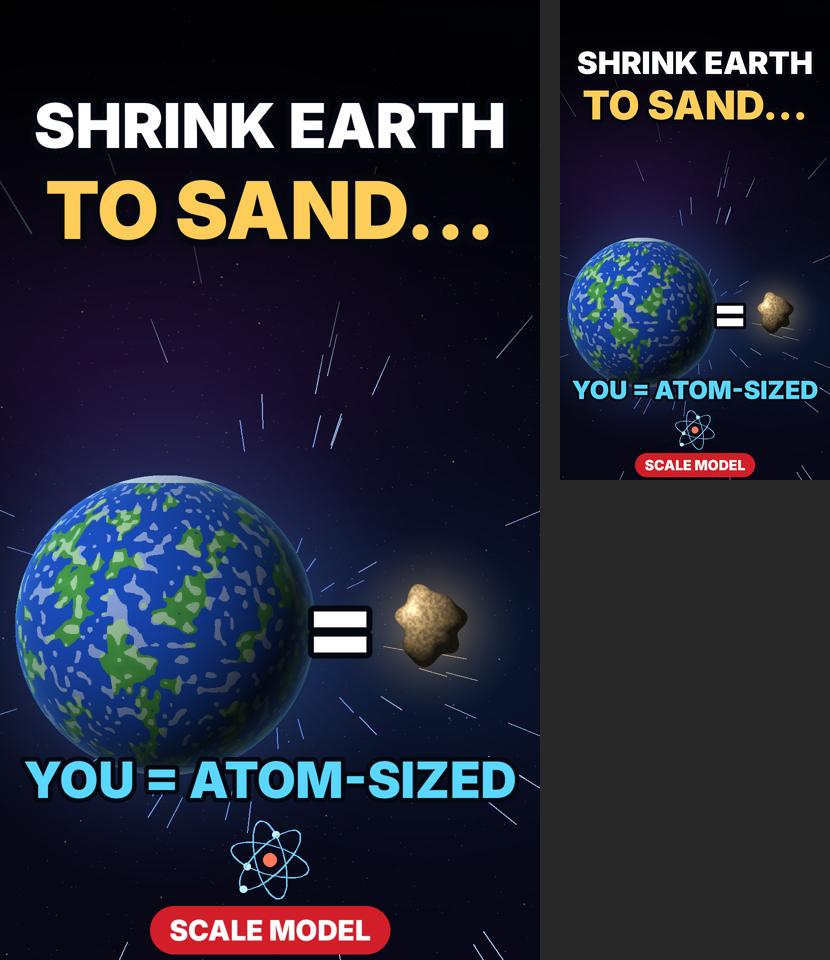 SHRINK EARTH
TO SAND...
=
YOU = ATOM-SIZED
SCALE MODEL
SHRINK EARTH
TO SAND...
=
YOU = ATOM-SIZED
SCALE MODEL